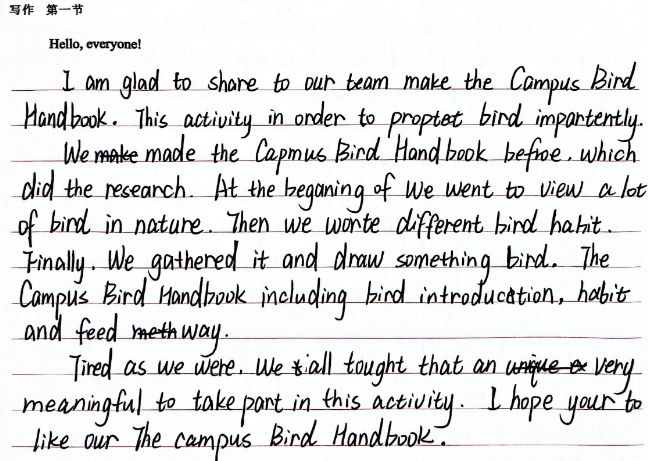 写作 第一节
Hello, everyone!
I am glad to share to our team make the Campus Bird
Handbook. This activity in order to proptet bird impartently.
We make made the Capmus Bird Handbook befroe. which
did the research. At the beganing of we went to view a lot
of bird in nature. Then we worte different bird habit.
Finally. We gathered it and draw something bird. The
Campus Bird Handbook including bird introducation, habit
and feed meth way.
Tired as we were. We all tought that an unique ex very
meaningful to take part in this activity. I hope your to
like our The campus Bird Handbook.